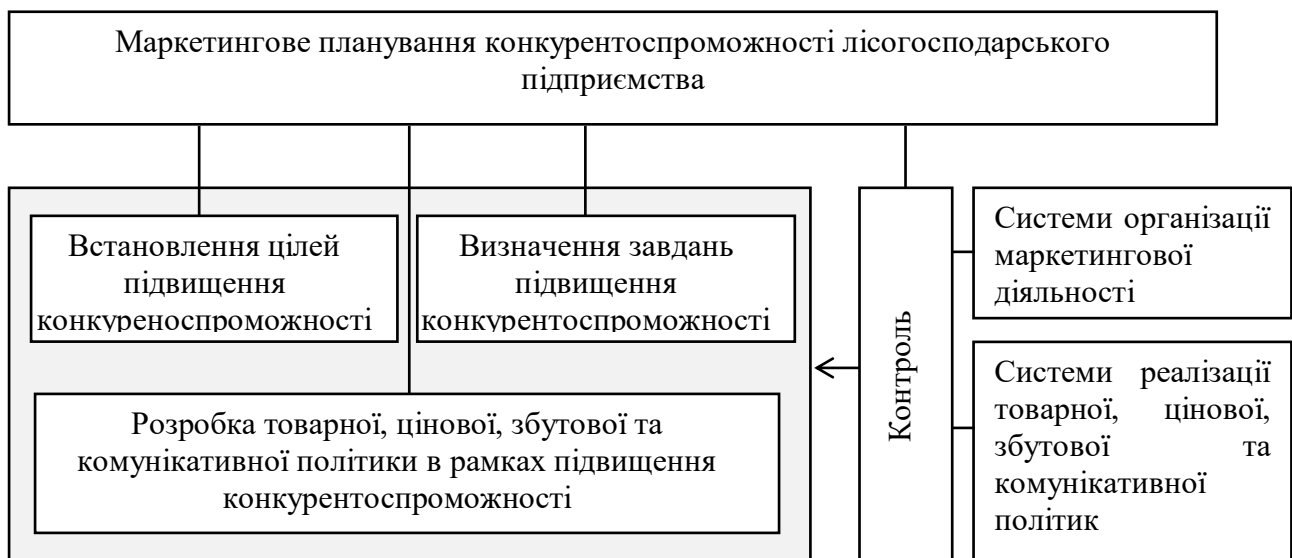 Маркетингове планування конкурентоспроможності лісогосподарського
підприємства
Встановлення цілей
підвищення
конкуреноспроможності
Визначення завдань
підвищення
конкурентоспроможності
Розробка товарної, цінової, збутової та
комунікативної політики в рамках підвищення
конкурентоспроможності
Контроль
Системи організації
маркетингової
діяльності
Системи реалізації
товарної, цінової,
збутової та
комунікативної
політик